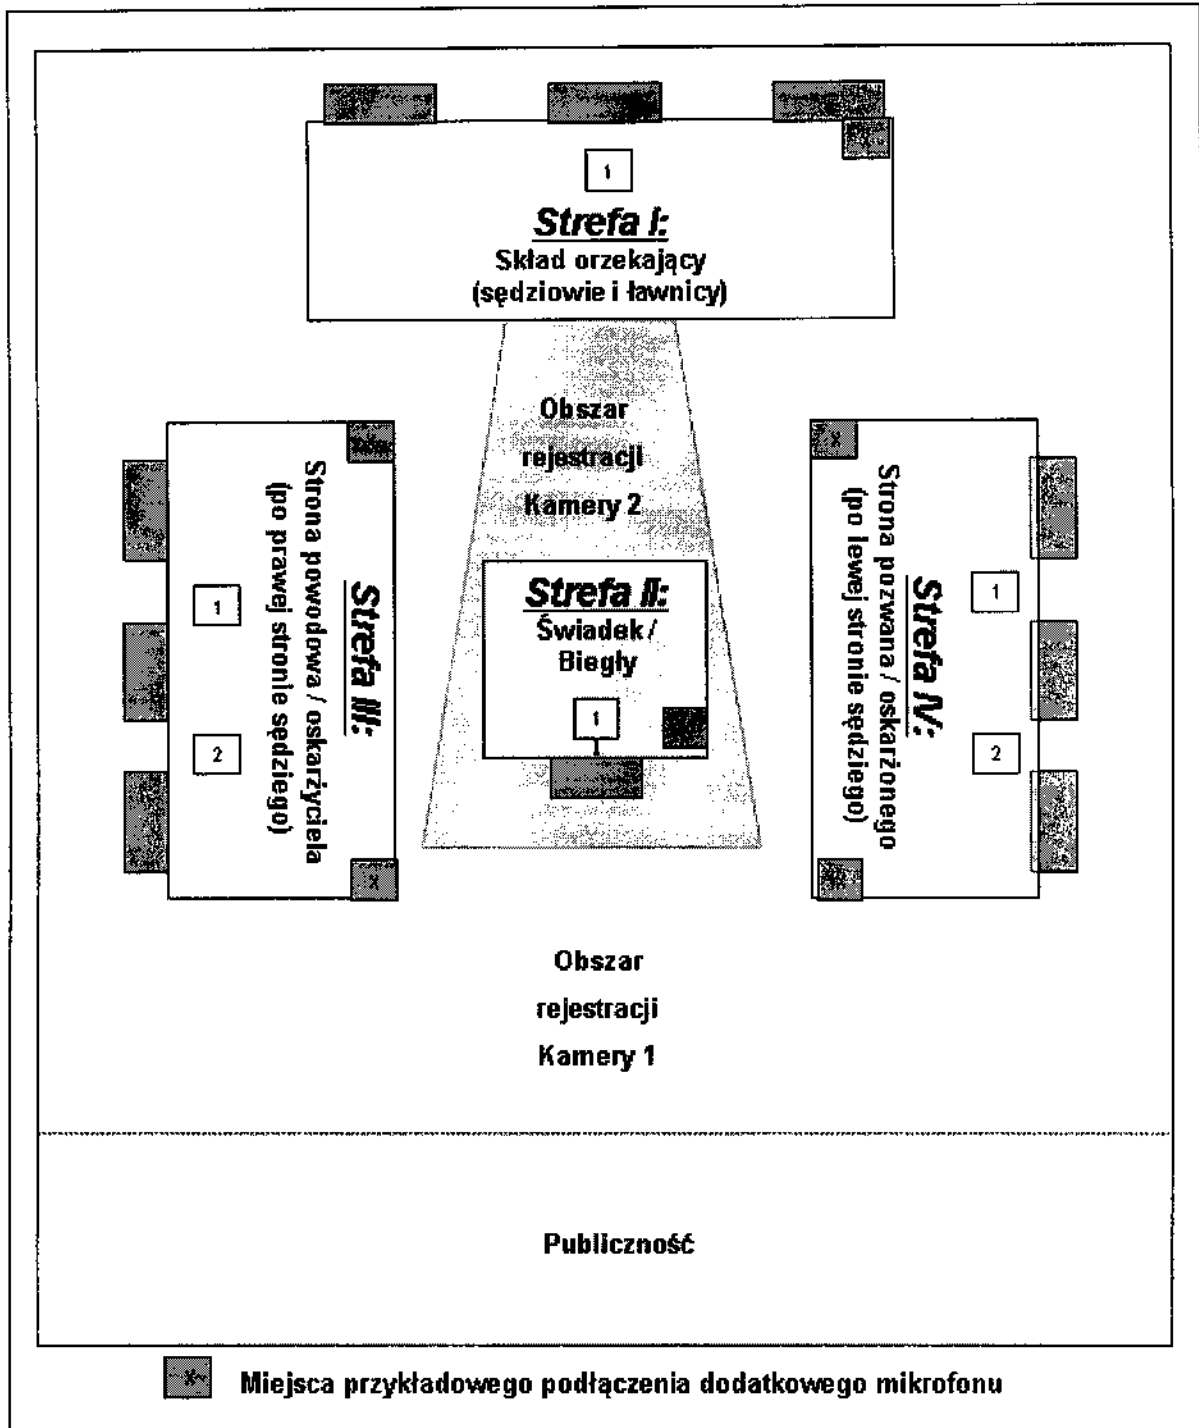 1
Strefa I:
Skład orzekający
(sędziowie i ławnicy)
Obszar
rejestracji
Kamery 2
Strefa II:
Świadek /
Biegły
1
Strefa III:
Strona powodowa / oskarżyciela
(po prawej stronie sędziego)
1
2
X
Strefa IV:
Strona pozwana / oskarżonego
(po lewej stronie sędziego)
1
2
X
Obszar
rejestracji
Kamery 1
Publiczność
X Miejsca przykładowego podłączenia dodatkowego mikrofonu